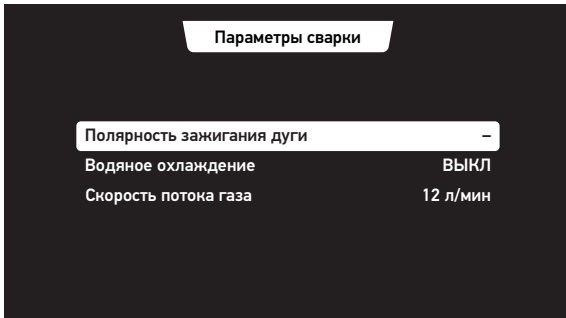 Параметры сварки
Полярность зажигания дуги –
Водяное охлаждение ВЫКЛ
Скорость потока газа 12 л/мин